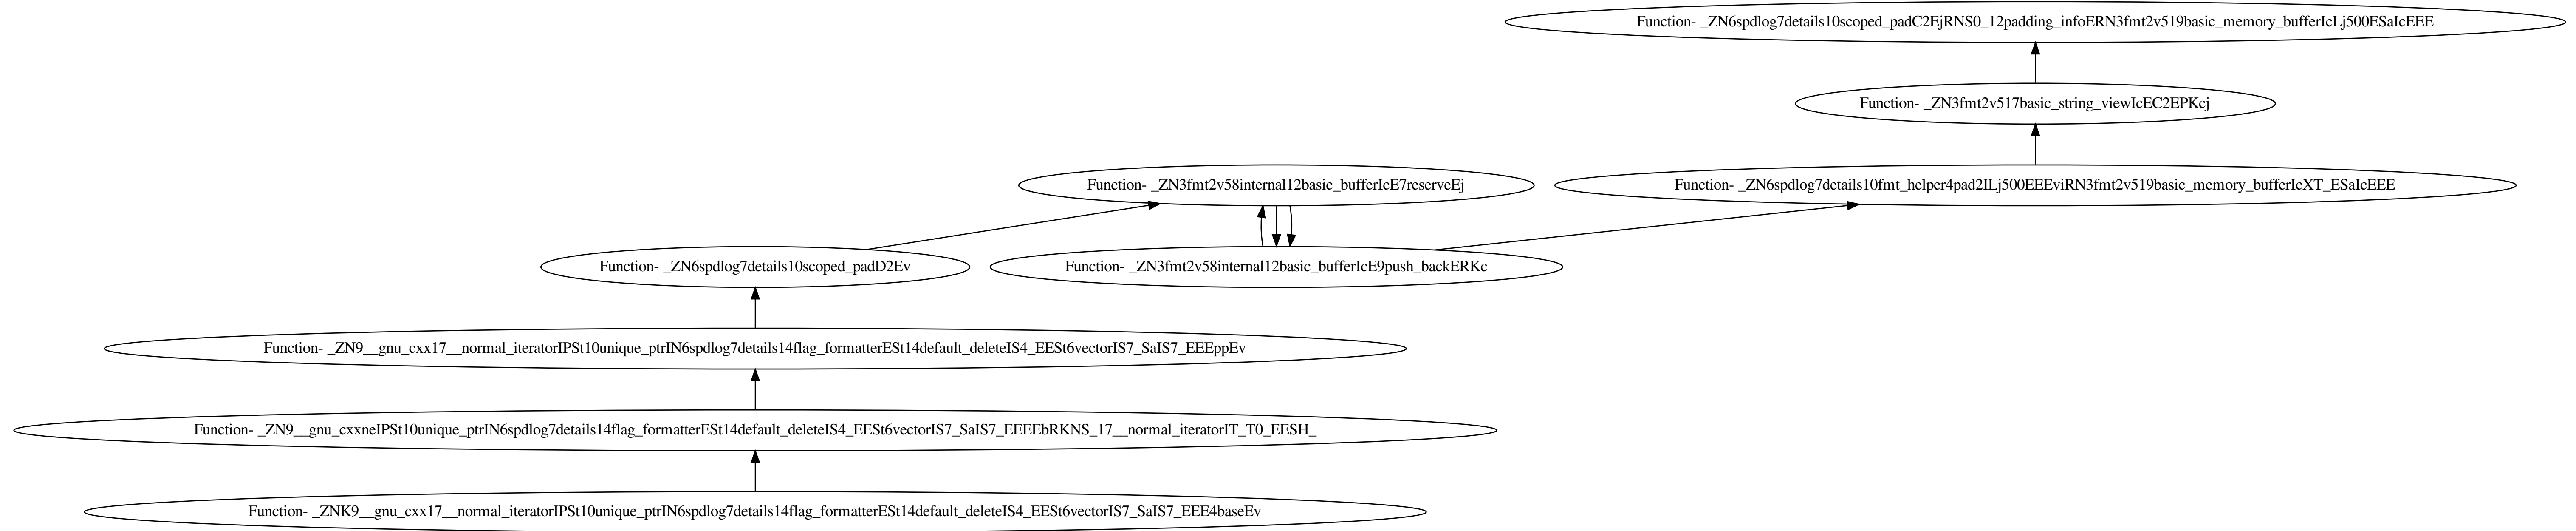 Function- _ZN6spdlog7details10scoped_padC2EjRNS0_12padding_infoERN3fmt2v519basic_memory_bufferIcLj500ESaIcEEE
Function- _ZN3fmt2v517basic_string_viewIcEC2EPKcj
Function- _ZN3fmt2v58internal12basic_bufferIcE7reserveEj
Function- _ZN6spdlog7details10fmt_helper4pad2ILj500EEEviRN3fmt2v519basic_memory_bufferIcXT_ESaIcEEE
Function- _ZN6spdlog7details10scoped_padD2Ev
Function- _ZN3fmt2v58internal12basic_bufferIcE9push_backERKc
Function- _ZN9__gnu_cxx17__normal_iteratorIPSt10unique_ptrIN6spdlog7details14flag_formatterESt14default_deleteIS4_EESt6vectorIS7_SaIS7_EEEppEv
Function- _ZN9__gnu_cxxneIPSt10unique_ptrIN6spdlog7details14flag_formatterESt14default_deleteIS4_EESt6vectorIS7_SaIS7_EEEEbRKNS_17__normal_iteratorIT_T0_EESH_
Function- _ZNK9__gnu_cxx17__normal_iteratorIPSt10unique_ptrIN6spdlog7details14flag_formatterESt14default_deleteIS4_EESt6vectorIS7_SaIS7_EEE4baseEv